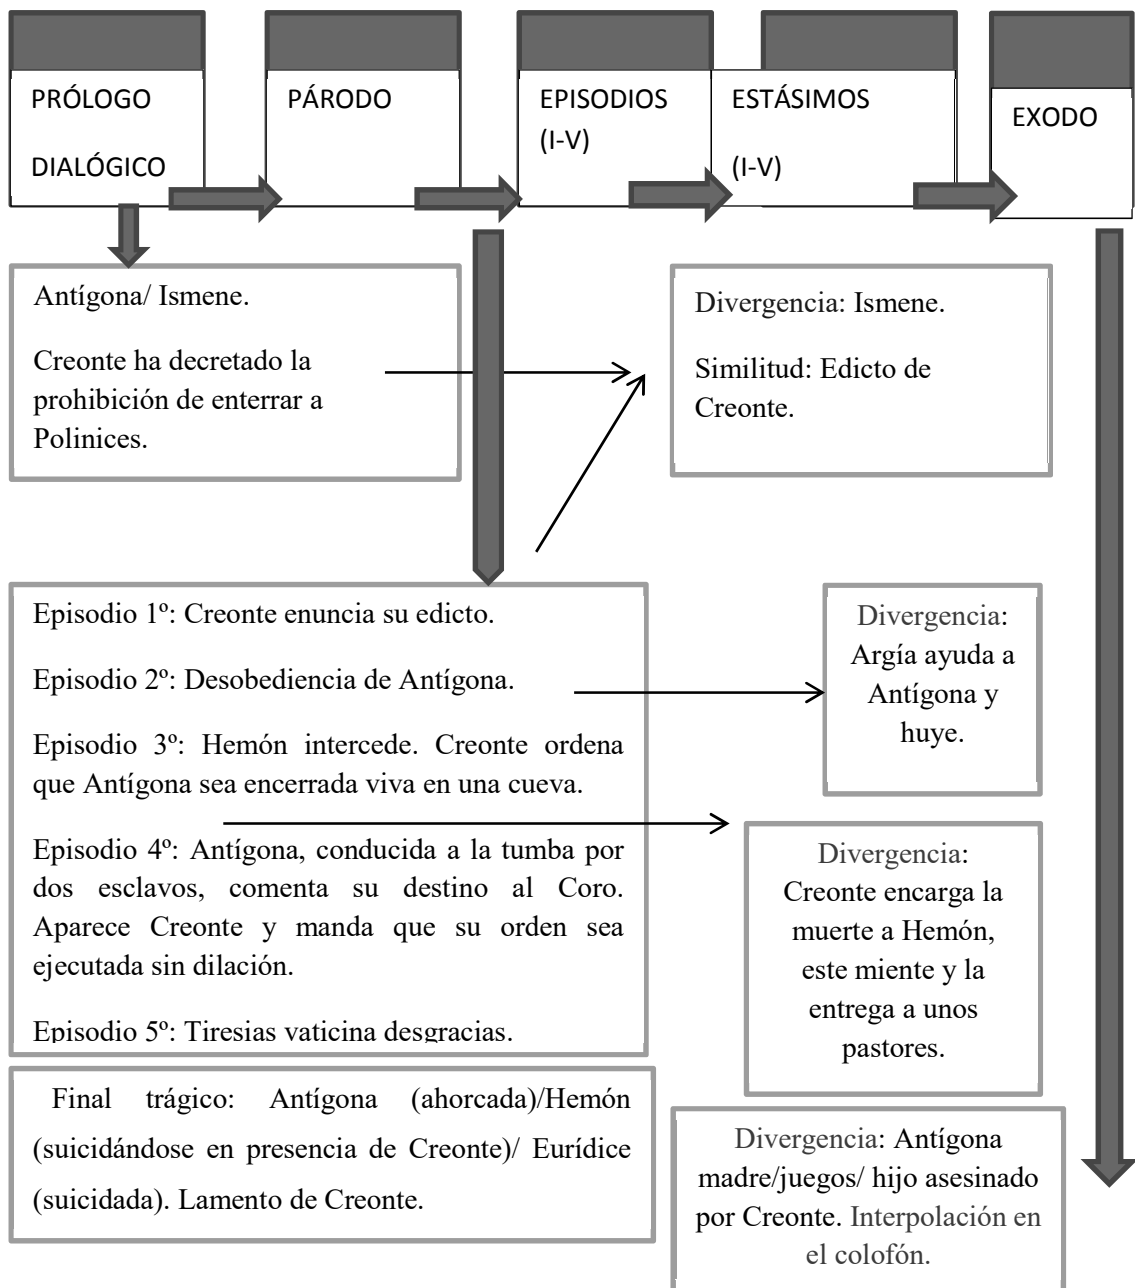 PRÓLOGO
DIALÓGICO
PÁRODO
EPISODIOS
(I-V)
ESTÁSIMOS
(I-V)
EXODO
Antígona/ Ismene.
Creonte ha decretado la
prohibición de enterrar a
Polinices.
Divergencia: Ismene.
Similitud: Edicto de
Creonte.
Episodio 1º: Creonte enuncia su edicto.
Episodio 2º: Desobediencia de Antígona.
Episodio 3º: Hemón intercede. Creonte ordena
que Antígona sea encerrada viva en una cueva.
Episodio 4º: Antígona, conducida a la tumba por
dos esclavos, comenta su destino al Coro.
Aparece Creonte y manda que su orden sea
ejecutada sin dilación.
Episodio 5º: Tiresias vaticina desgracias.
Divergencia:
Argía ayuda a
Antígona y
huye.
Divergencia:
Creonte encarga la
muerte a Hemón,
este miente y la
entrega a unos
pastores.
Final trágico: Antígona (ahorcada)/Hemón
(suicidándose en presencia de Creonte)/ Eurídice
(suicidada). Lamento de Creonte.
Divergencia: Antígona
madre/juegos/ hijo asesinado
por Creonte. Interpolación en
el colofón.